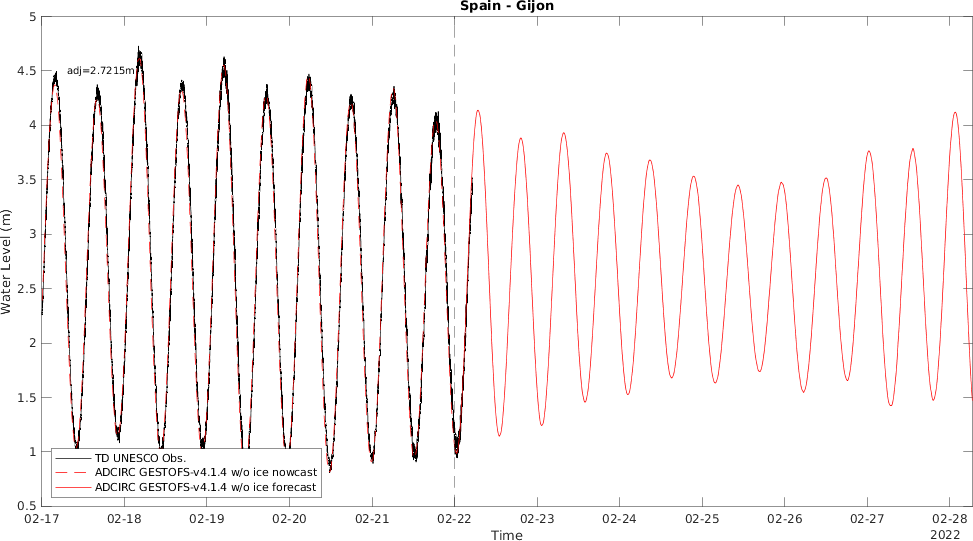 Spain - Gijon
5
4.5
4
3.5
3
2.5
2
1.5
1
0.5
Water Level (m)
adj=2.7215m
TD UNESCO Obs.
ADCIRC GESTOFS-v4.1.4 w/o ice nowcast
ADCIRC GESTOFS-v4.1.4 w/o ice forecast
02-17 02-18 02-19 02-20 02-21 02-22 02-23 02-24 02-25 02-26 02-27 02-28
2022
Time